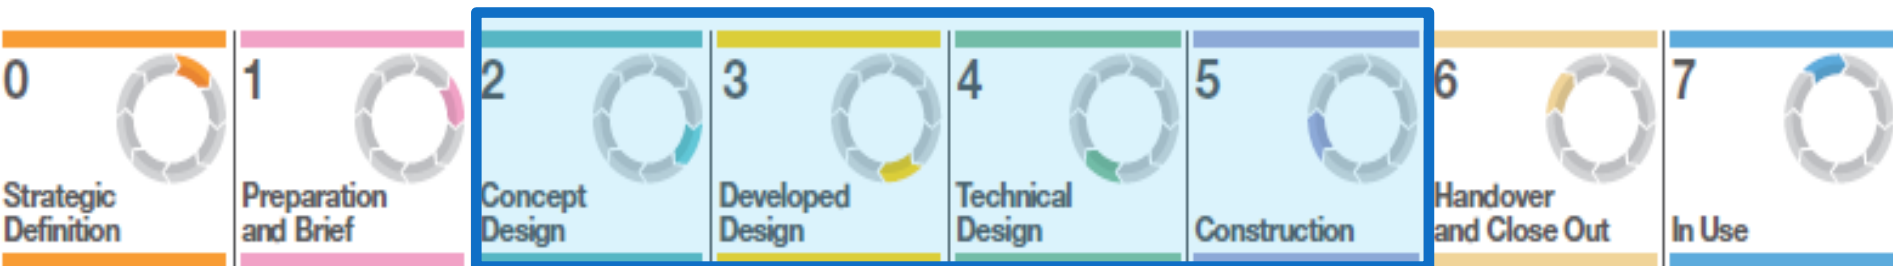 0
Strategic
Definition
1
Preparation
and Brief
2
Concept
Design
3
Developed
Design
4
Technical
Design
5
Construction
6
Handover
and Close Out
7
In Use